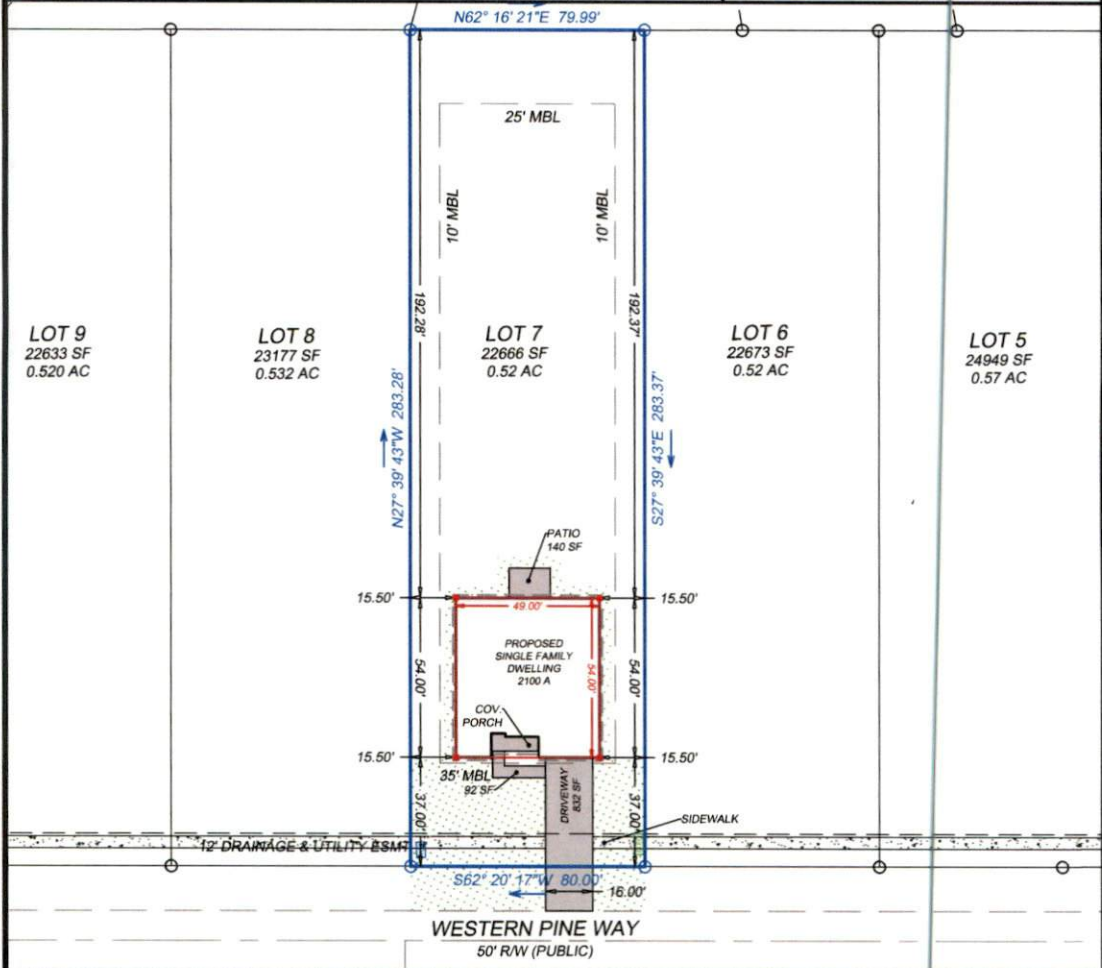 N62° 16' 21"E 79.99'
25' MBL
10' MBL
10' MBL
192.28'
192.37'
LOT 9
22633 SF
0.520 AC
LOT 8
23177 SF
0.532 AC
LOT 7
22666 SF
0.52 AC
LOT 6
22673 SF
0.52 AC
LOT 5
24949 SF
0.57 AC
N27° 39' 43"W 283.28'
S27° 39' 43"E 283.37'
PATIO
140 SF
15.50'
49.00'
15.50'
PROPOSED
SINGLE FAMILY
DWELLING
2100 A
54.00'
54.00'
54.00'
COV.
PORCH
15.50'
15.50'
35' MBL
92 SF
DRIVEWAY
832 SF
37.00'
37.00'
SIDEWALK
12' DRAINAGE & UTILITY ESMT
S62° 20' 17"W 80.00'
16.00'
WESTERN PINE WAY
50' R/W (PUBLIC)